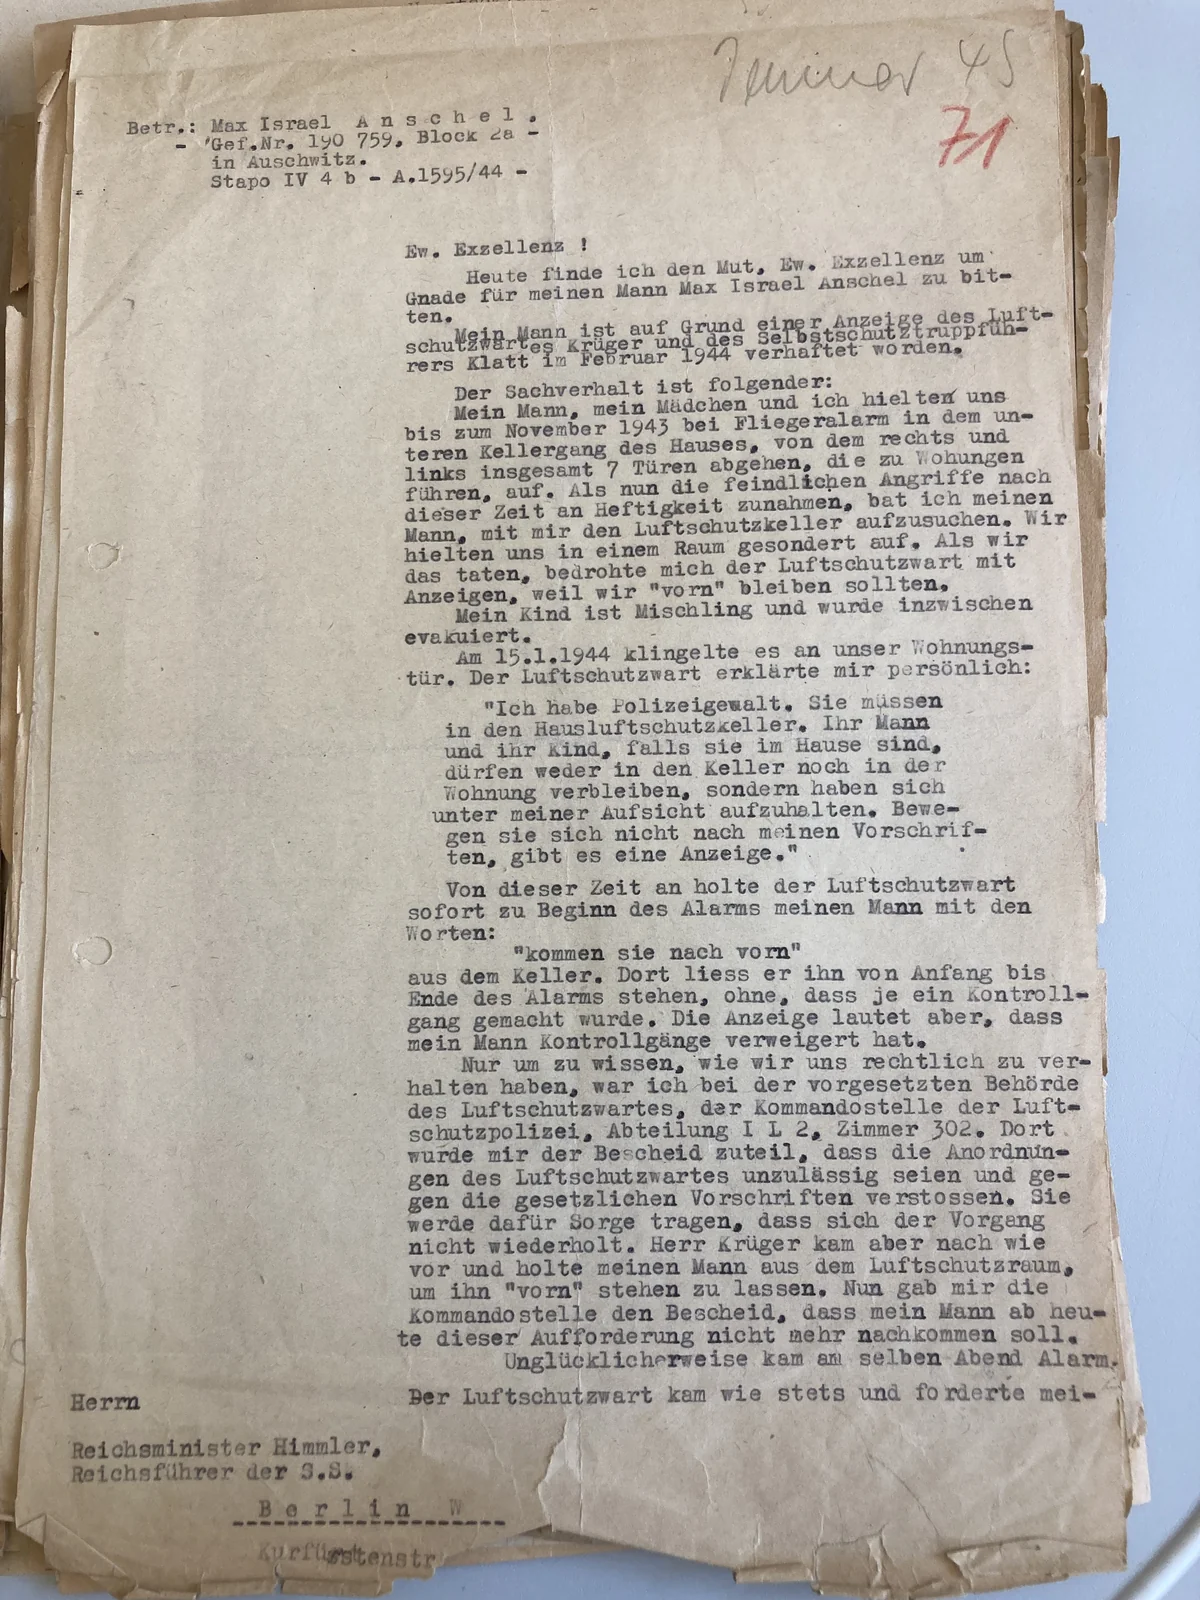 Januar 45
71
Betr.: Max Israel A n s c h e l .
- Gef.Nr. 190 759, Block 2a -
in Auschwitz.
Stapo IV 4 b - A.1595/44 -
Ew. Exzellenz !
Heute finde ich den Mut, Ew. Exzellenz um
Gnade für meinen Mann Max Israel Anschel zu bit-
ten.
Mein Mann ist auf Grund einer Anzeige des Luft-
schutzwartes Krüger und des Selbstschutztruppfüh-
rers Klatt im Februar 1944 verhaftet worden.
Der Sachverhalt ist folgender:
Mein Mann, mein Mädchen und ich hielten uns
bis zum November 1943 bei Fliegeralarm in dem un-
teren Kellergang des Hauses, von dem rechts und
links insgesamt 7 Türen abgehen, die zu Wohungen
führen, auf. Als nun die feindlichen Angriffe nach
dieser Zeit an Heftigkeit zunahmen, bat ich meinen
Mann, mit mir den Luftschutzkeller aufzusuchen. Wir
hielten uns in einem Raum gesondert auf. Als wir
das taten, bedrohte mich der Luftschutzwart mit
Anzeigen, weil wir "vorn" bleiben sollten.
Mein Kind ist Mischling und wurde inzwischen
evakuiert.
Am 15.1.1944 klingelte es an unser Wohnungs-
tür. Der Luftschutzwart erklärte mir persönlich:
"Ich habe Polizeigewalt. Sie müssen
in den Hausluftschutzkeller. Ihr Mann
und ihr Kind, falls sie im Hause sind,
dürfen weder in den Keller noch in der
Wohnung verbleiben, sondern haben sich
unter meiner Aufsicht aufzuhalten. Bewe-
gen sie sich nicht nach meinen Vorschrif-
ten, gibt es eine Anzeige."
Von dieser Zeit an holte der Luftschutzwart
sofort zu Beginn des Alarms meinen Mann mit den
Worten:
"kommen sie nach vorn"
aus dem Keller. Dort liess er ihn von Anfang bis
Ende des Alarms stehen, ohne, dass je ein Kontroll-
gang gemacht wurde. Die Anzeige lautet aber, dass
mein Mann Kontrollgänge verweigert hat.
Nur um zu wissen, wie wir uns rechtlich zu ver-
halten haben, war ich bei der vorgesetzten Behörde
des Luftschutzwartes, der Kommandostelle der Luft-
schutzpolizei, Abteilung I L 2, Zimmer 302. Dort
wurde mir der Bescheid zuteil, dass die Anordnun-
gen des Luftschutzwartes unzulässig seien und ge-
gen die gesetzlichen Vorschriften verstossen. Sie
werde dafür Sorge tragen, dass sich der Vorgang
nicht wiederholt. Herr Krüger kam aber nach wie
vor und holte meinen Mann aus dem Luftschutzraum,
um ihn "vorn" stehen zu lassen. Nun gab mir die
Kommandostelle den Bescheid, dass mein Mann ab heu-
te dieser Aufforderung nicht mehr nachkommen soll.
Unglücklicherweise kam am selben Abend Alarm.
Der Luftschutzwart kam wie stets und forderte mei-
Herrn
Reichsminister Himmler,
Reichsführer der S.S.
B e r l i n W